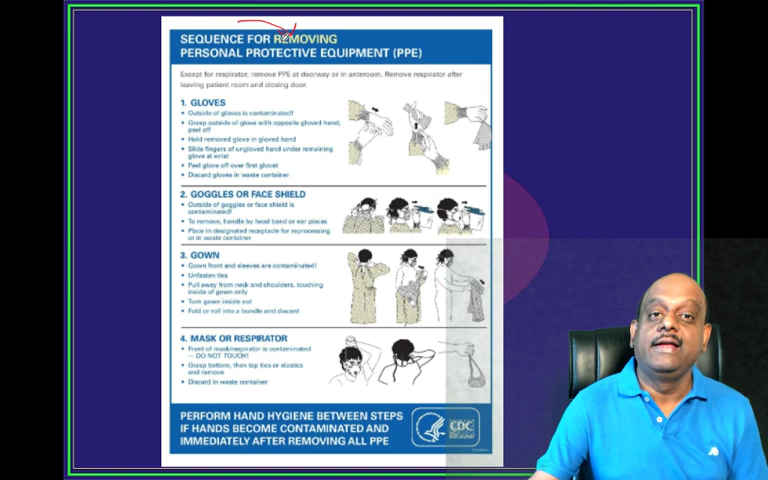 SEQUENCE FOR REMOVING
PERSONAL PROTECTIVE EQUIPMENT (PPE)
Except for respirator, remove PPE at doorway or in anteroom. Remove respirator after
leaving patient room and closing door.
1. GLOVES
• Outside of gloves is contaminated!
• Grasp outside of glove with opposite gloved hand;
peel off
• Hold removed glove in gloved hand
• Slide fingers of ungloved hand under remaining
glove at wrist
• Peel glove off over first glove!
• Discard gloves in waste container
2. GOGGLES OR FACE SHIELD
• Outside of goggles or face shield is
contaminated!
• To remove, handle by head band or ear pieces
• Place in designated receptacle for reprocessing
or in waste container
3. GOWN
• Gown front and sleeves are contaminated!
• Unfasten ties
• Pull away from neck and shoulders, touching
inside of gown only
• Turn gown inside out
• Fold or roll into a bundle and discard
4. MASK OR RESPIRATOR
• Front of mask/respirator is contaminated
— DO NOT TOUCH!
• Grasp bottom, then top ties or elastics
and remove
• Discard in waste container
PERFORM HAND HYGIENE BETWEEN STEPS
IF HANDS BECOME CONTAMINATED AND
IMMEDIATELY AFTER REMOVING ALL PPE
CDC